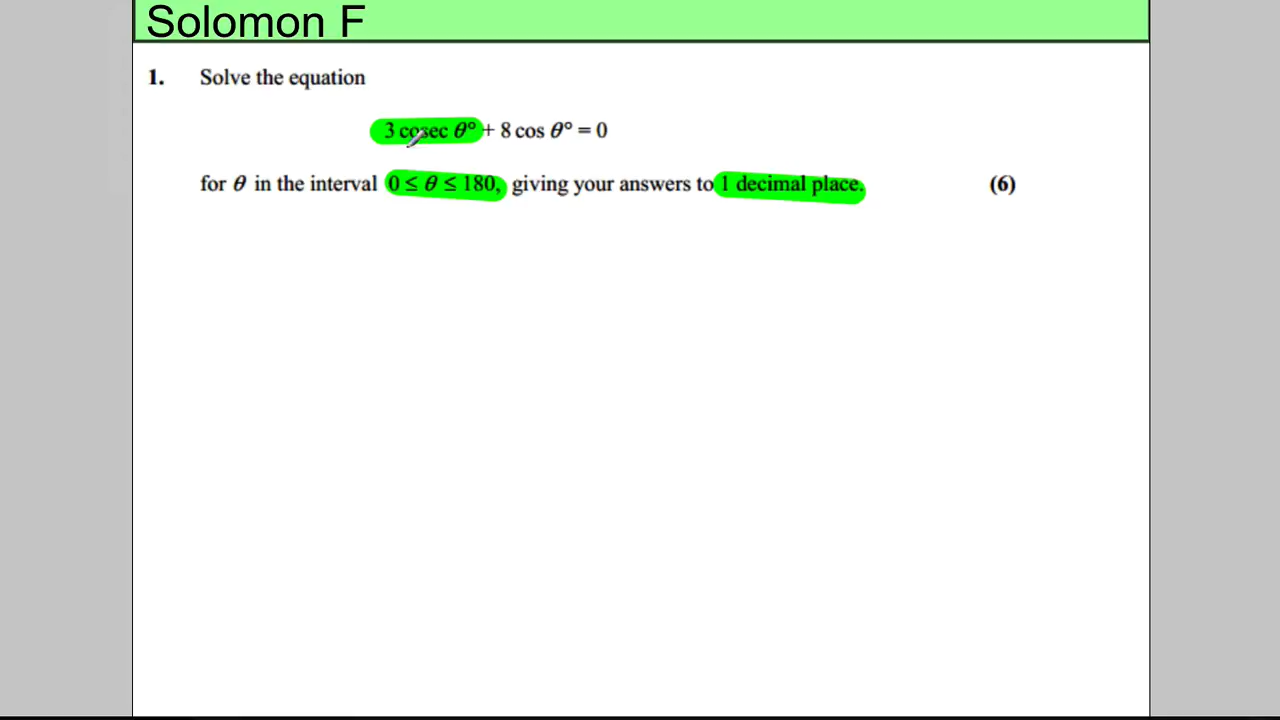 Solomon F
1. Solve the equation
3 cosec θ° + 8 cos θ° = 0
for θ in the interval 0 ≤ θ ≤ 180, giving your answers to 1 decimal place. (6)